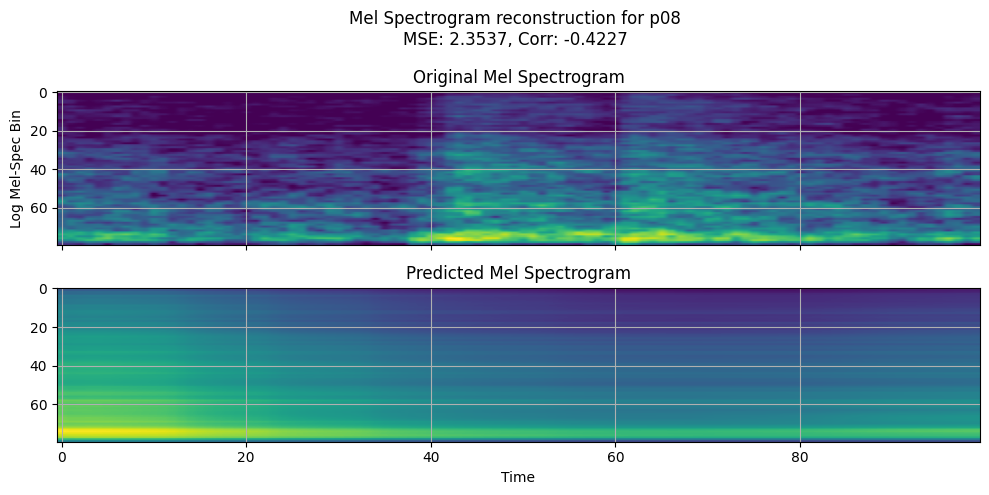 Mel Spectrogram reconstruction for p08
MSE: 2.3537, Corr: -0.4227
Original Mel Spectrogram
Log Mel-Spec Bin
0
20
40
60
Predicted Mel Spectrogram
0
20
40
60
0 20 40 60 80
Time